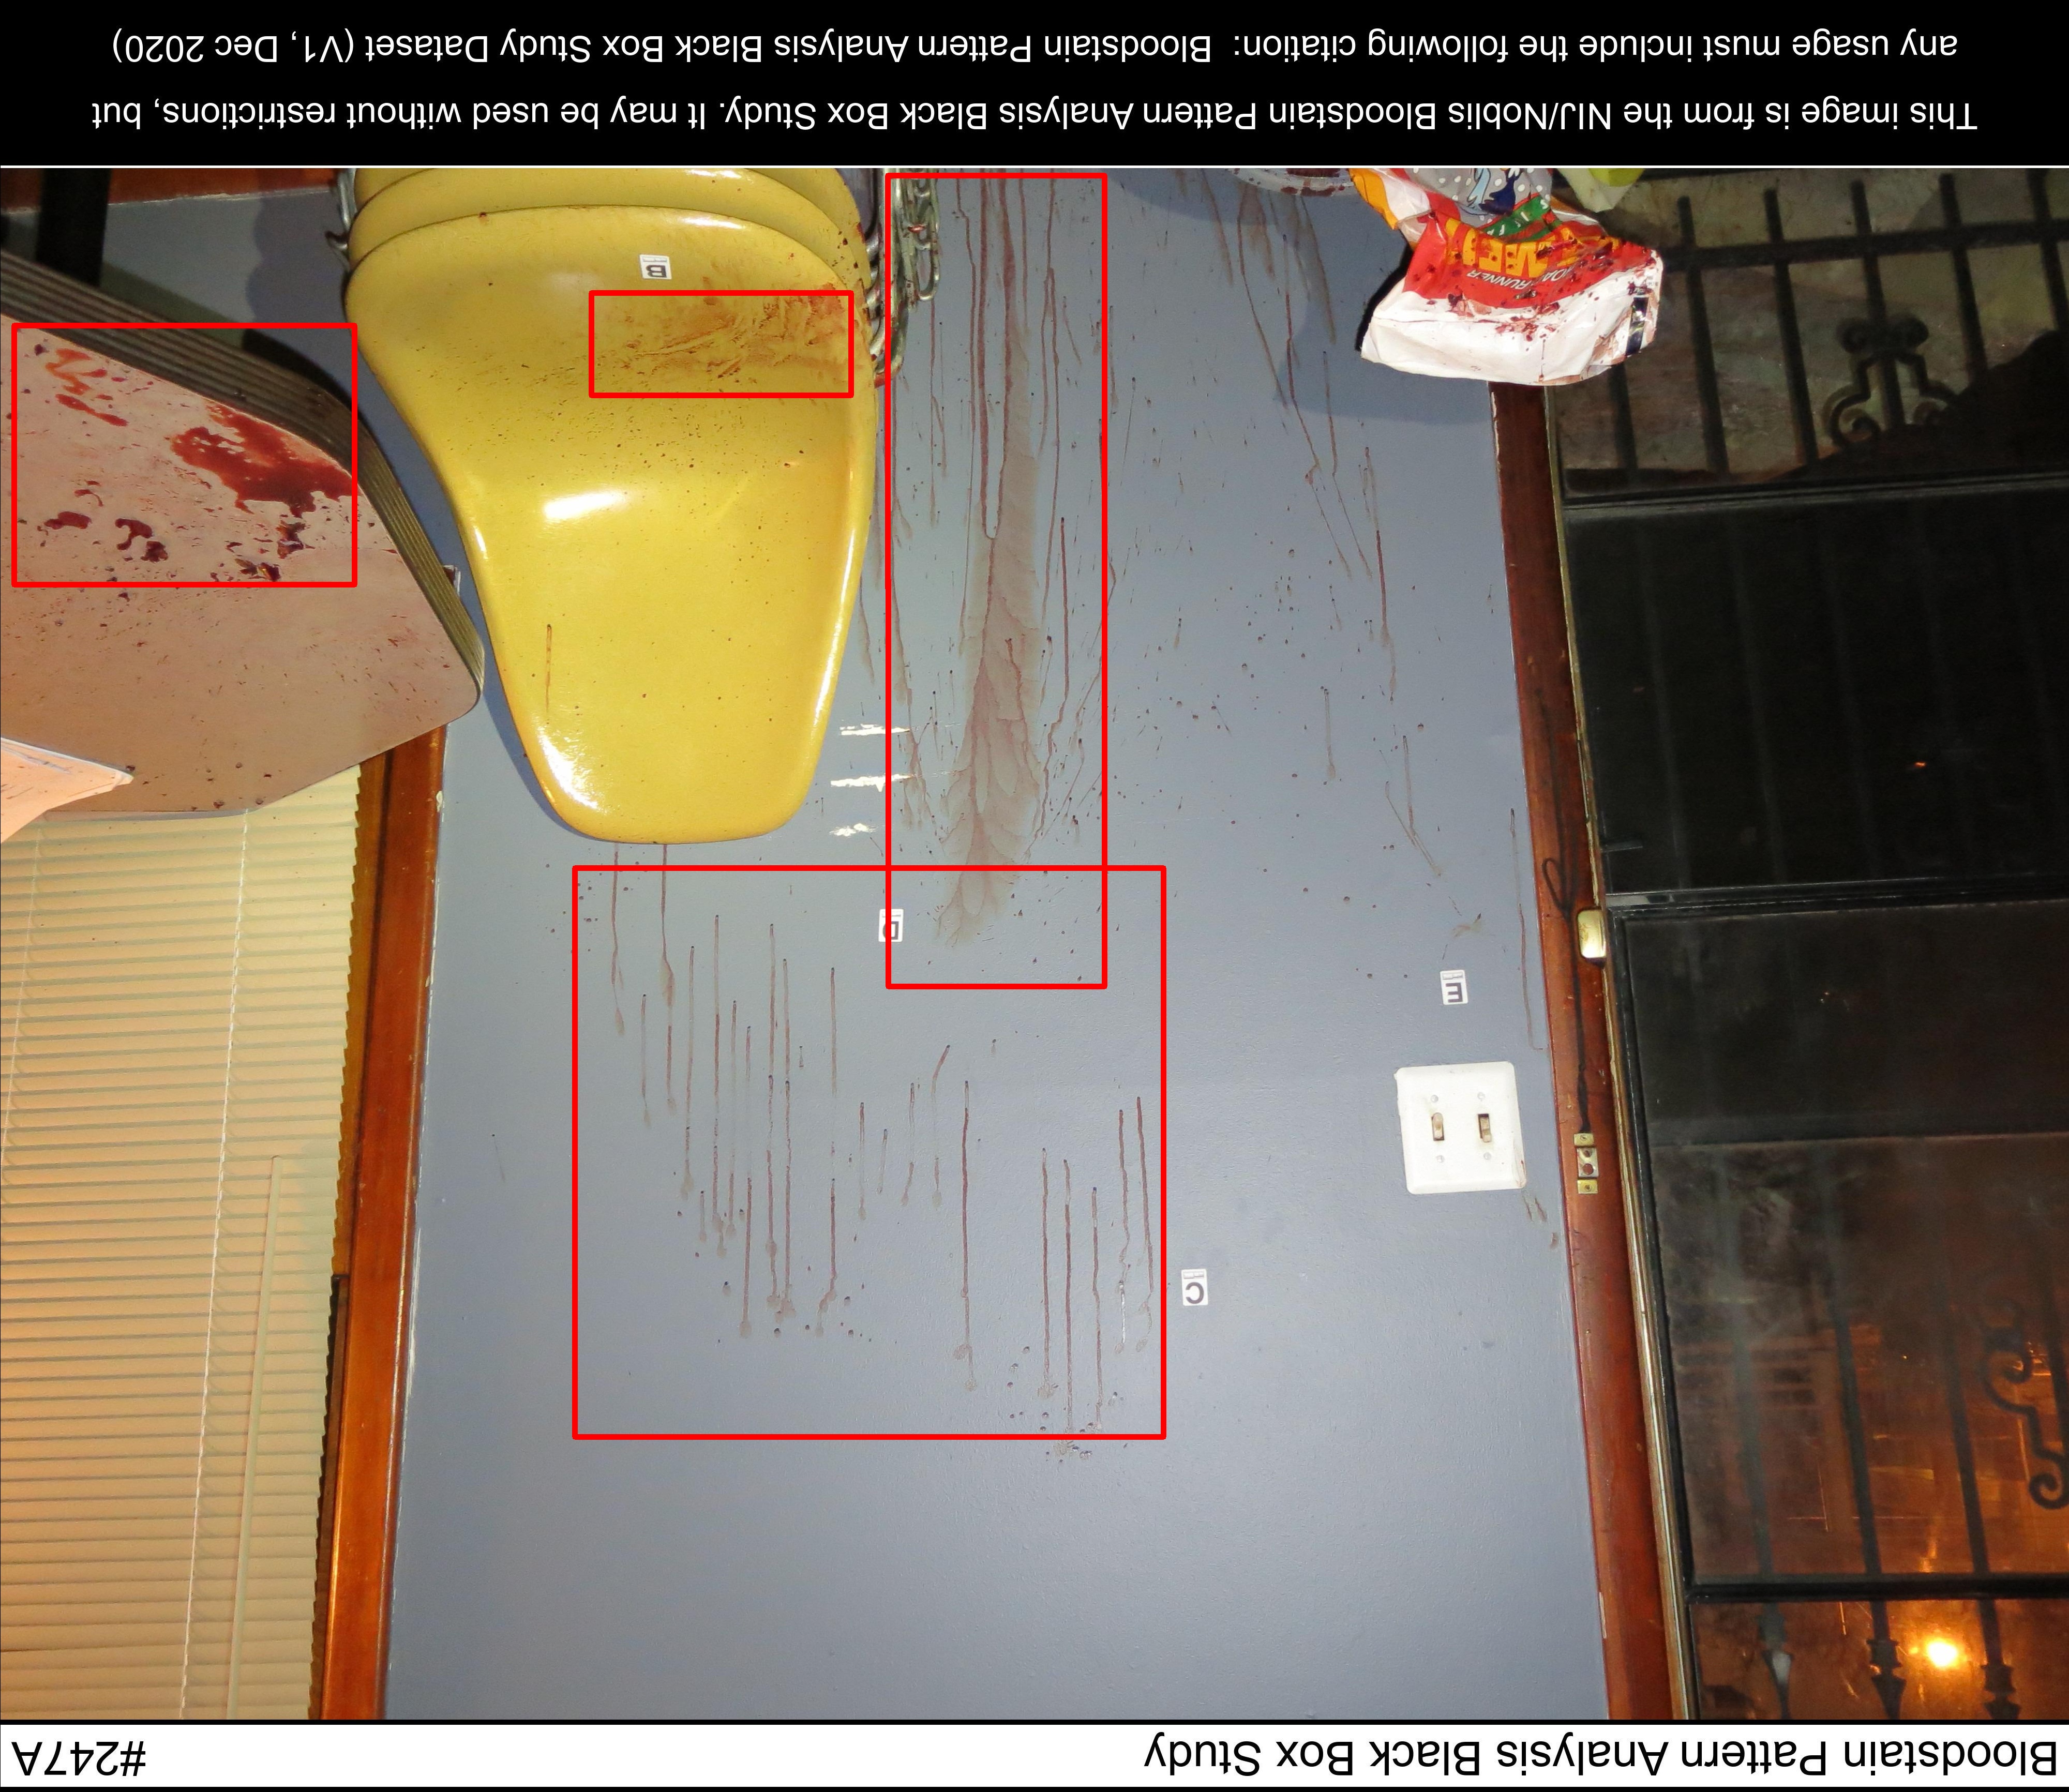 Bloodstain Pattern Analysis Black Box Study
#247A
C
E
D
B
RUNNER
This image is from the NIJ/Noblis Bloodstain Pattern Analysis Black Box Study. It may be used without restrictions, but
any usage must include the following citation: Bloodstain Pattern Analysis Black Box Study Dataset (V1, Dec 2020)